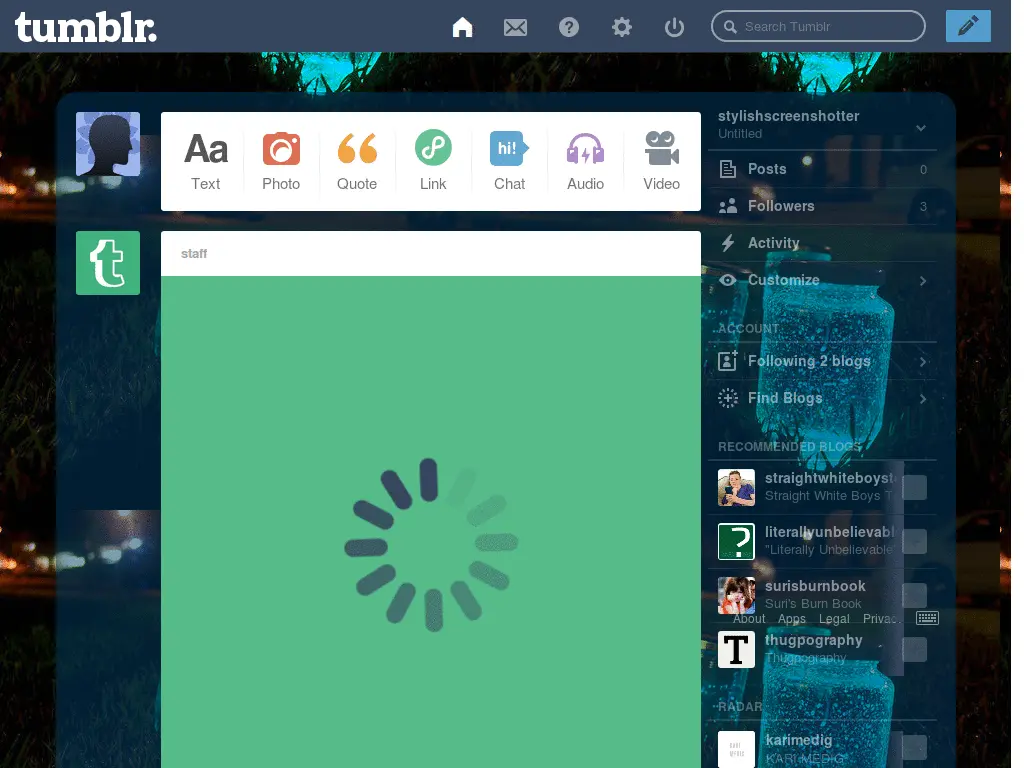 tumblr.
Search Tumblr
Aa
hi!
Text
Photo
Quote
Link
Chat
Audio
Video
staff
stylishscreenshotter
Untitled
Posts 0
Followers 3
Activity
Customize
ACCOUNT
Following 2 blogs
Find Blogs
RECOMMENDED BLOGS
straightwhiteboyst
Straight White Boys T
?
literallyunbelievabl
"Literally Unbelievable"
surisburnbook
Suri's Burn Book
About Apps Legal Privac
T
thugpography
Thugpography
RADAR
karimedig
KARI MEDIG